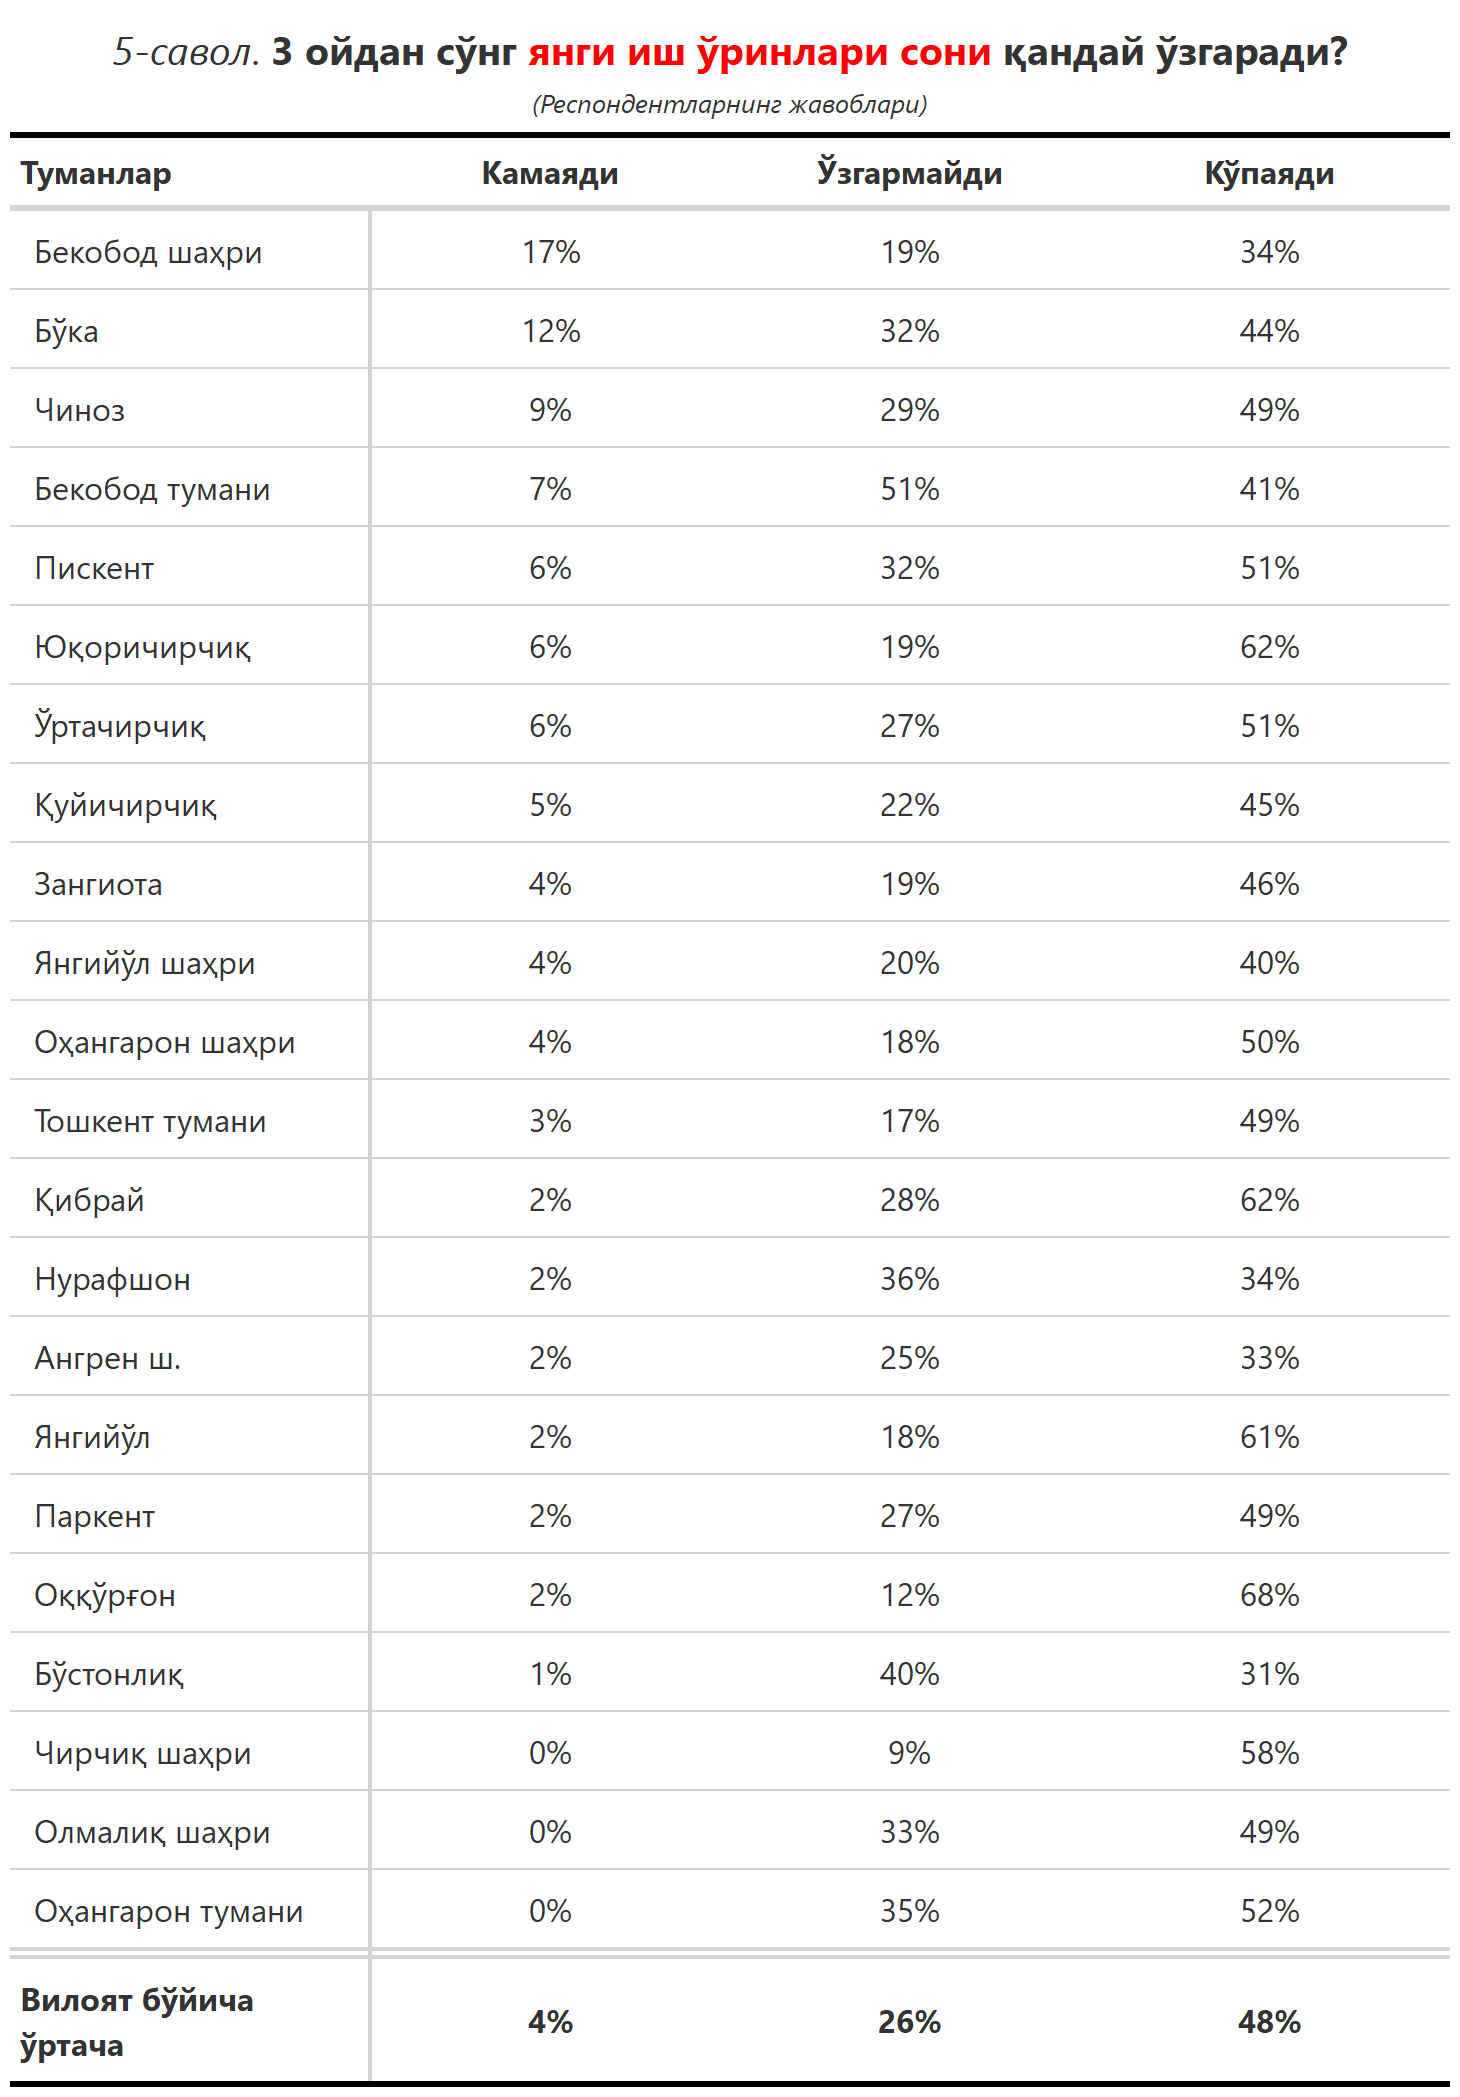 5-савол. 3 ойдан сўнг янги иш ўринлари сони қандай ўзгаради?
(Респондентларнинг жавоблари)
Туманлар Камаяди Ўзгармайди Кўпаяди
Бекобод шаҳри 17% 19% 34%
Бўка 12% 32% 44%
Чиноз 9% 29% 49%
Бекобод тумани 7% 51% 41%
Пискент 6% 32% 51%
Юқоричирчиқ 6% 19% 62%
Ўртачирчиқ 6% 27% 51%
Қуйичирчиқ 5% 22% 45%
Зангиота 4% 19% 46%
Янгийўл шаҳри 4% 20% 40%
Оҳангарон шаҳри 4% 18% 50%
Тошкент тумани 3% 17% 49%
Қибрай 2% 28% 62%
Нурафшон 2% 36% 34%
Ангрен ш. 2% 25% 33%
Янгийўл 2% 18% 61%
Паркент 2% 27% 49%
Оққўрғон 2% 12% 68%
Бўстонлиқ 1% 40% 31%
Чирчиқ шаҳри 0% 9% 58%
Олмалиқ шаҳри 0% 33% 49%
Оҳангарон тумани 0% 35% 52%
Вилоят бўйича
ўртача 4% 26% 48%